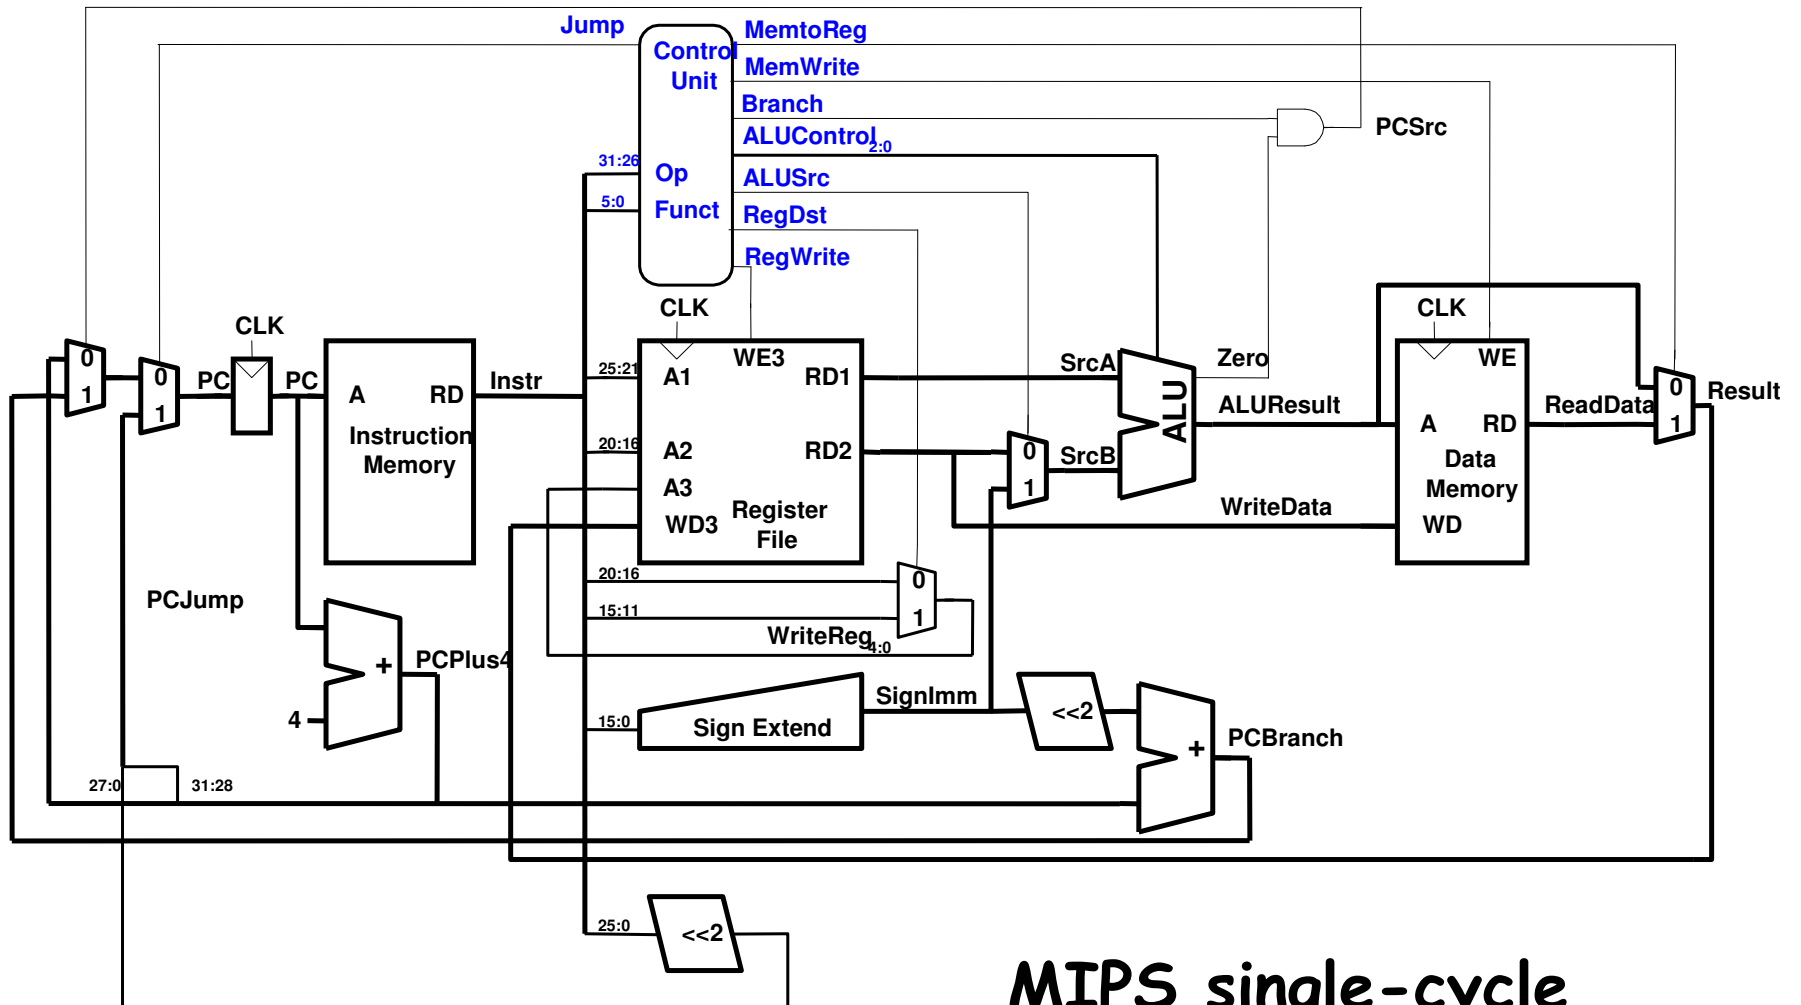 Jump
MemtoReg
Control
Unit
MemWrite
Branch
ALUControl2:0
PCSrc
31:26
Op
ALUSrc
5:0
Funct
RegDst
RegWrite
CLK
CLK
CLK
0
1
0
1
PC
PC
A
RD
Instruction
Memory
Instr
25:21
A1
WE3
RD1
20:16
A2
RD2
A3
WD3
Register
File
SrcA
0
1
SrcB
ALU
Zero
ALUResult
WriteData
WE
A
RD
Data
Memory
WD
ReadData
0
1
Result
20:16
0
15:11
1
WriteReg4:0
PCJump
+
PCPlus4
4
15:0
Sign Extend
SignImm
<<2
+
PCBranch
27:0
31:28
25:0
<<2
MIPS single-cycle